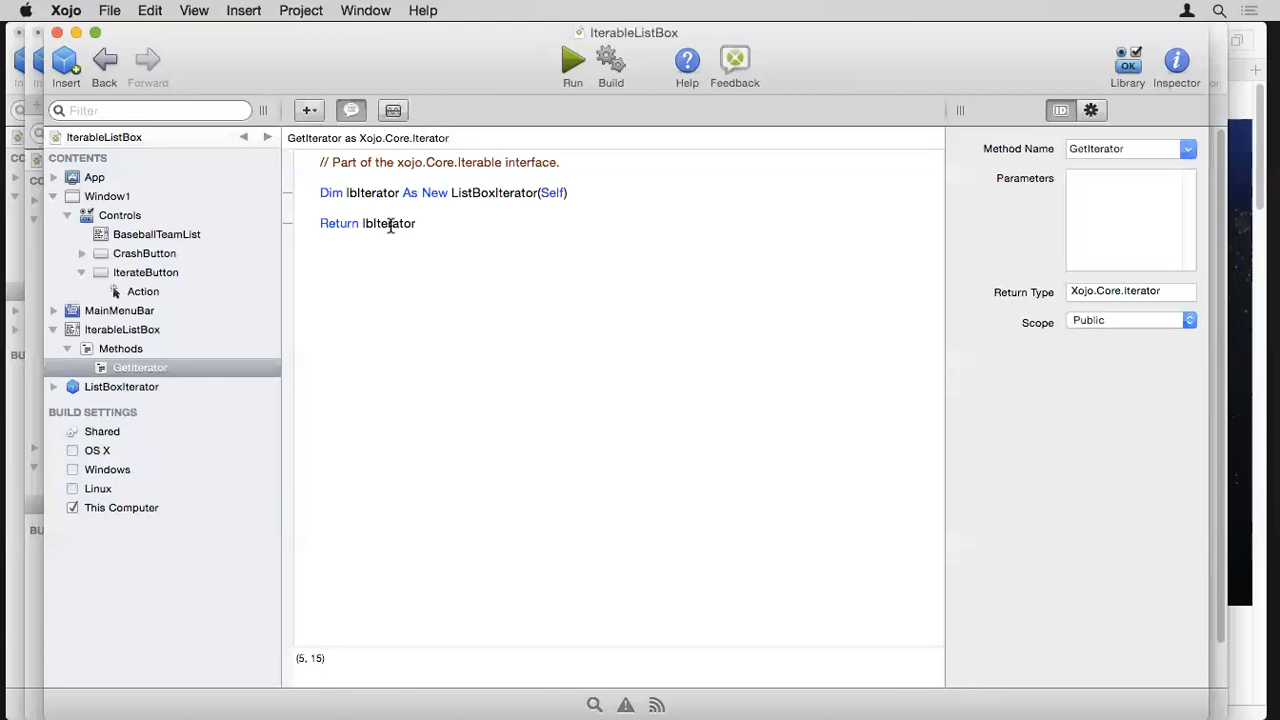 Xojo File Edit View Insert Project Window Help
IterableListBox
Insert Back Forward Run Build Help Feedback Library Inspector
OK
Filter
IterableListBox
GetIterator as Xojo.Core.Iterator
CONTENTS
App
Window1
Controls
BaseballTeamList
CrashButton
IterateButton
Action
MainMenuBar
IterableListBox
Methods
GetIterator
ListBoxIterator
BUILD SETTINGS
Shared
OS X
Windows
Linux
This Computer
// Part of the xojo.Core.Iterable interface.
Dim lbIterator As New ListBoxIterator(Self)
Return lbIterator
(5, 15)
ID
Method Name GetIterator
Parameters
Return Type Xojo.Core.Iterator
Scope Public